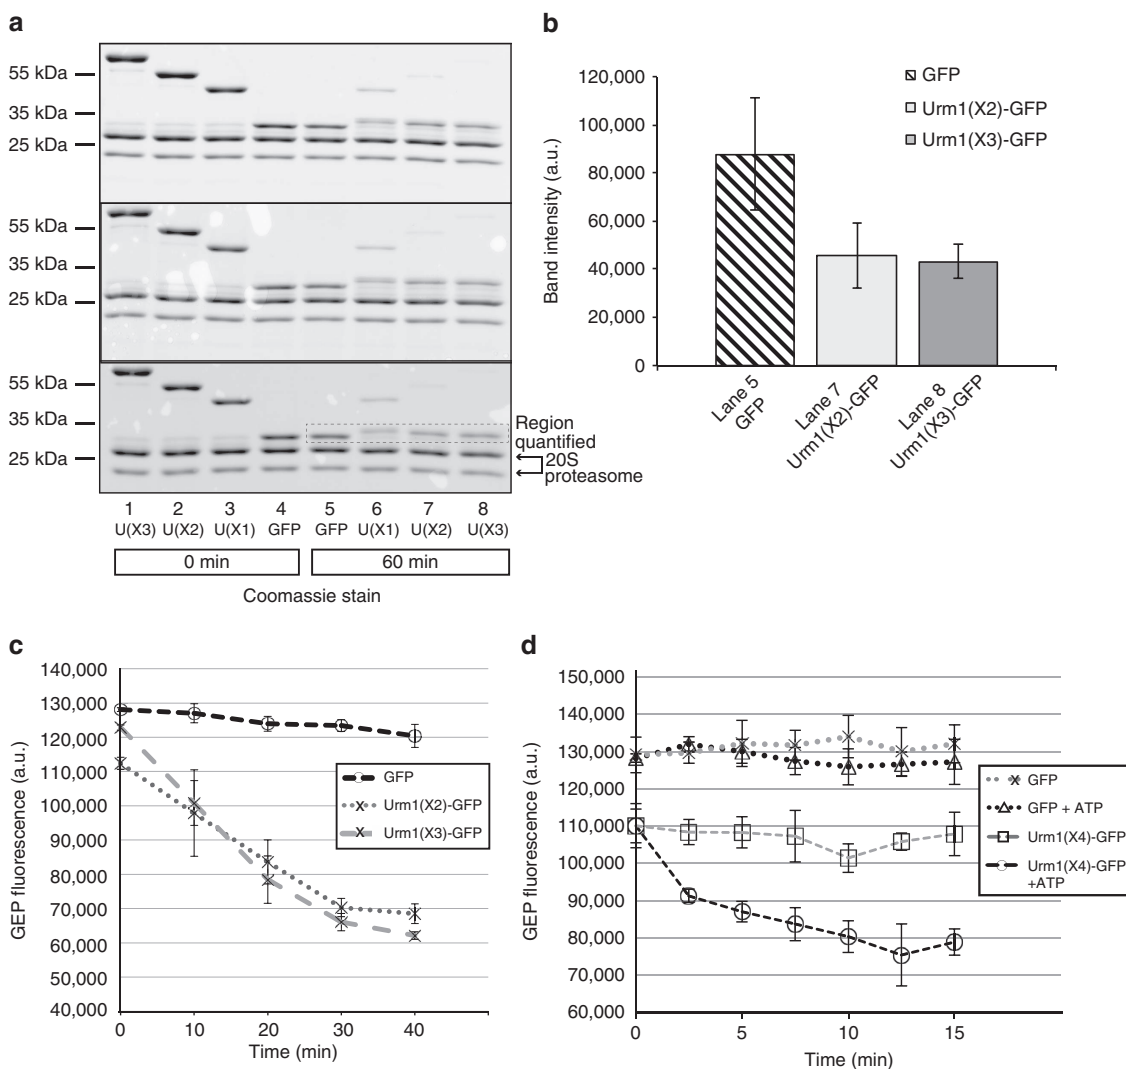 a
55 kDa
35 kDa
25 kDa
55 kDa
35 kDa
25 kDa
55 kDa
35 kDa
25 kDa
Region
quantified
20S
proteasome
1 2 3 4 5 6 7 8
U(X3) U(X2) U(X1) GFP GFP U(X1) U(X2) U(X3)
0 min 60 min
Coomassie stain
b
120,000
100,000
80,000
60,000
40,000
20,000
0
Band intensity (a.u.)
GFP
Urm1(X2)-GFP
Urm1(X3)-GFP
Lane 5
GFP
Lane 7
Urm1(X2)-GFP
Lane 8
Urm1(X3)-GFP
c
140,000
130,000
120,000
110,000
100,000
90,000
80,000
70,000
60,000
50,000
40,000
GEP fluorescence (a.u.)
GFP
Urm1(X2)-GFP
Urm1(X3)-GFP
0 10 20 30 40
Time (min)
d
150,000
140,000
130,000
120,000
110,000
100,000
90,000
80,000
70,000
60,000
GEP fluorescence (a.u.)
GFP
GFP + ATP
Urm1(X4)-GFP
Urm1(X4)-GFP
+ATP
0 5 10 15
Time (min)